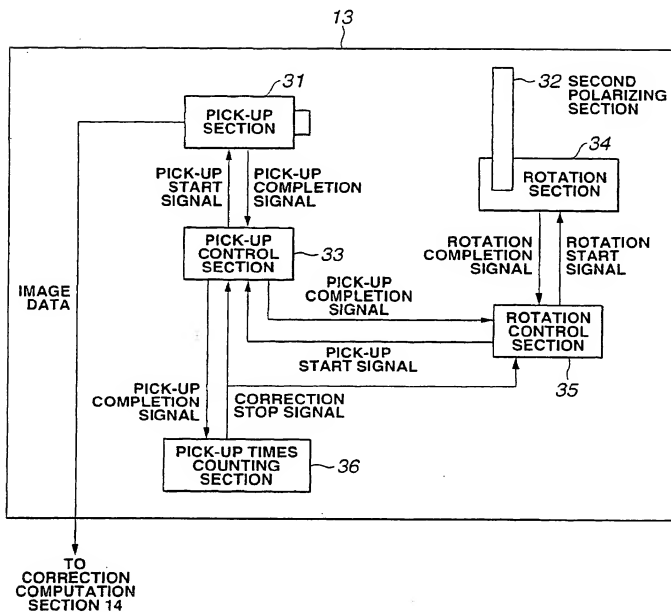 13
31
PICK-UP
SECTION
32
SECOND
POLARIZING
SECTION
34
ROTATION
SECTION
PICK-UP
START
SIGNAL
PICK-UP
COMPLETION
SIGNAL
PICK-UP
CONTROL
SECTION
33
ROTATION
COMPLETION
SIGNAL
ROTATION
START
SIGNAL
IMAGE
DATA
PICK-UP
COMPLETION
SIGNAL
PICK-UP
START SIGNAL
ROTATION
CONTROL
SECTION
35
PICK-UP
COMPLETION
SIGNAL
CORRECTION
STOP SIGNAL
PICK-UP TIMES
COUNTING
SECTION
36
TO
CORRECTION
COMPUTATION
SECTION 14